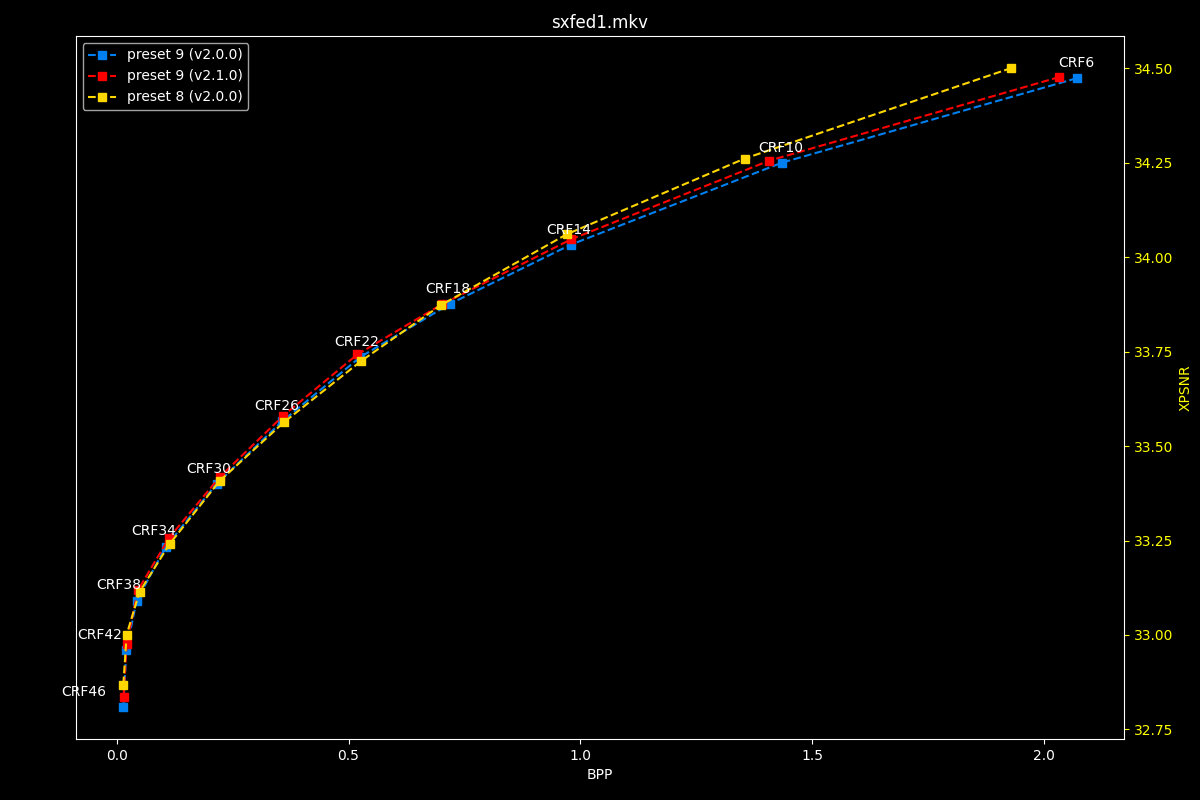 sxfed1.mkv
preset 9 (v2.0.0)
preset 9 (v2.1.0)
preset 8 (v2.0.0)
CRF6
34.50
CRF10
34.25
CRF14
34.00
CRF18
CRF22
33.75
XPSNR
CRF26
33.50
CRF30
CRF34
33.25
CRF38
CRF42
33.00
CRF46
32.75
0.0 0.5 1.0 1.5 2.0
BPP